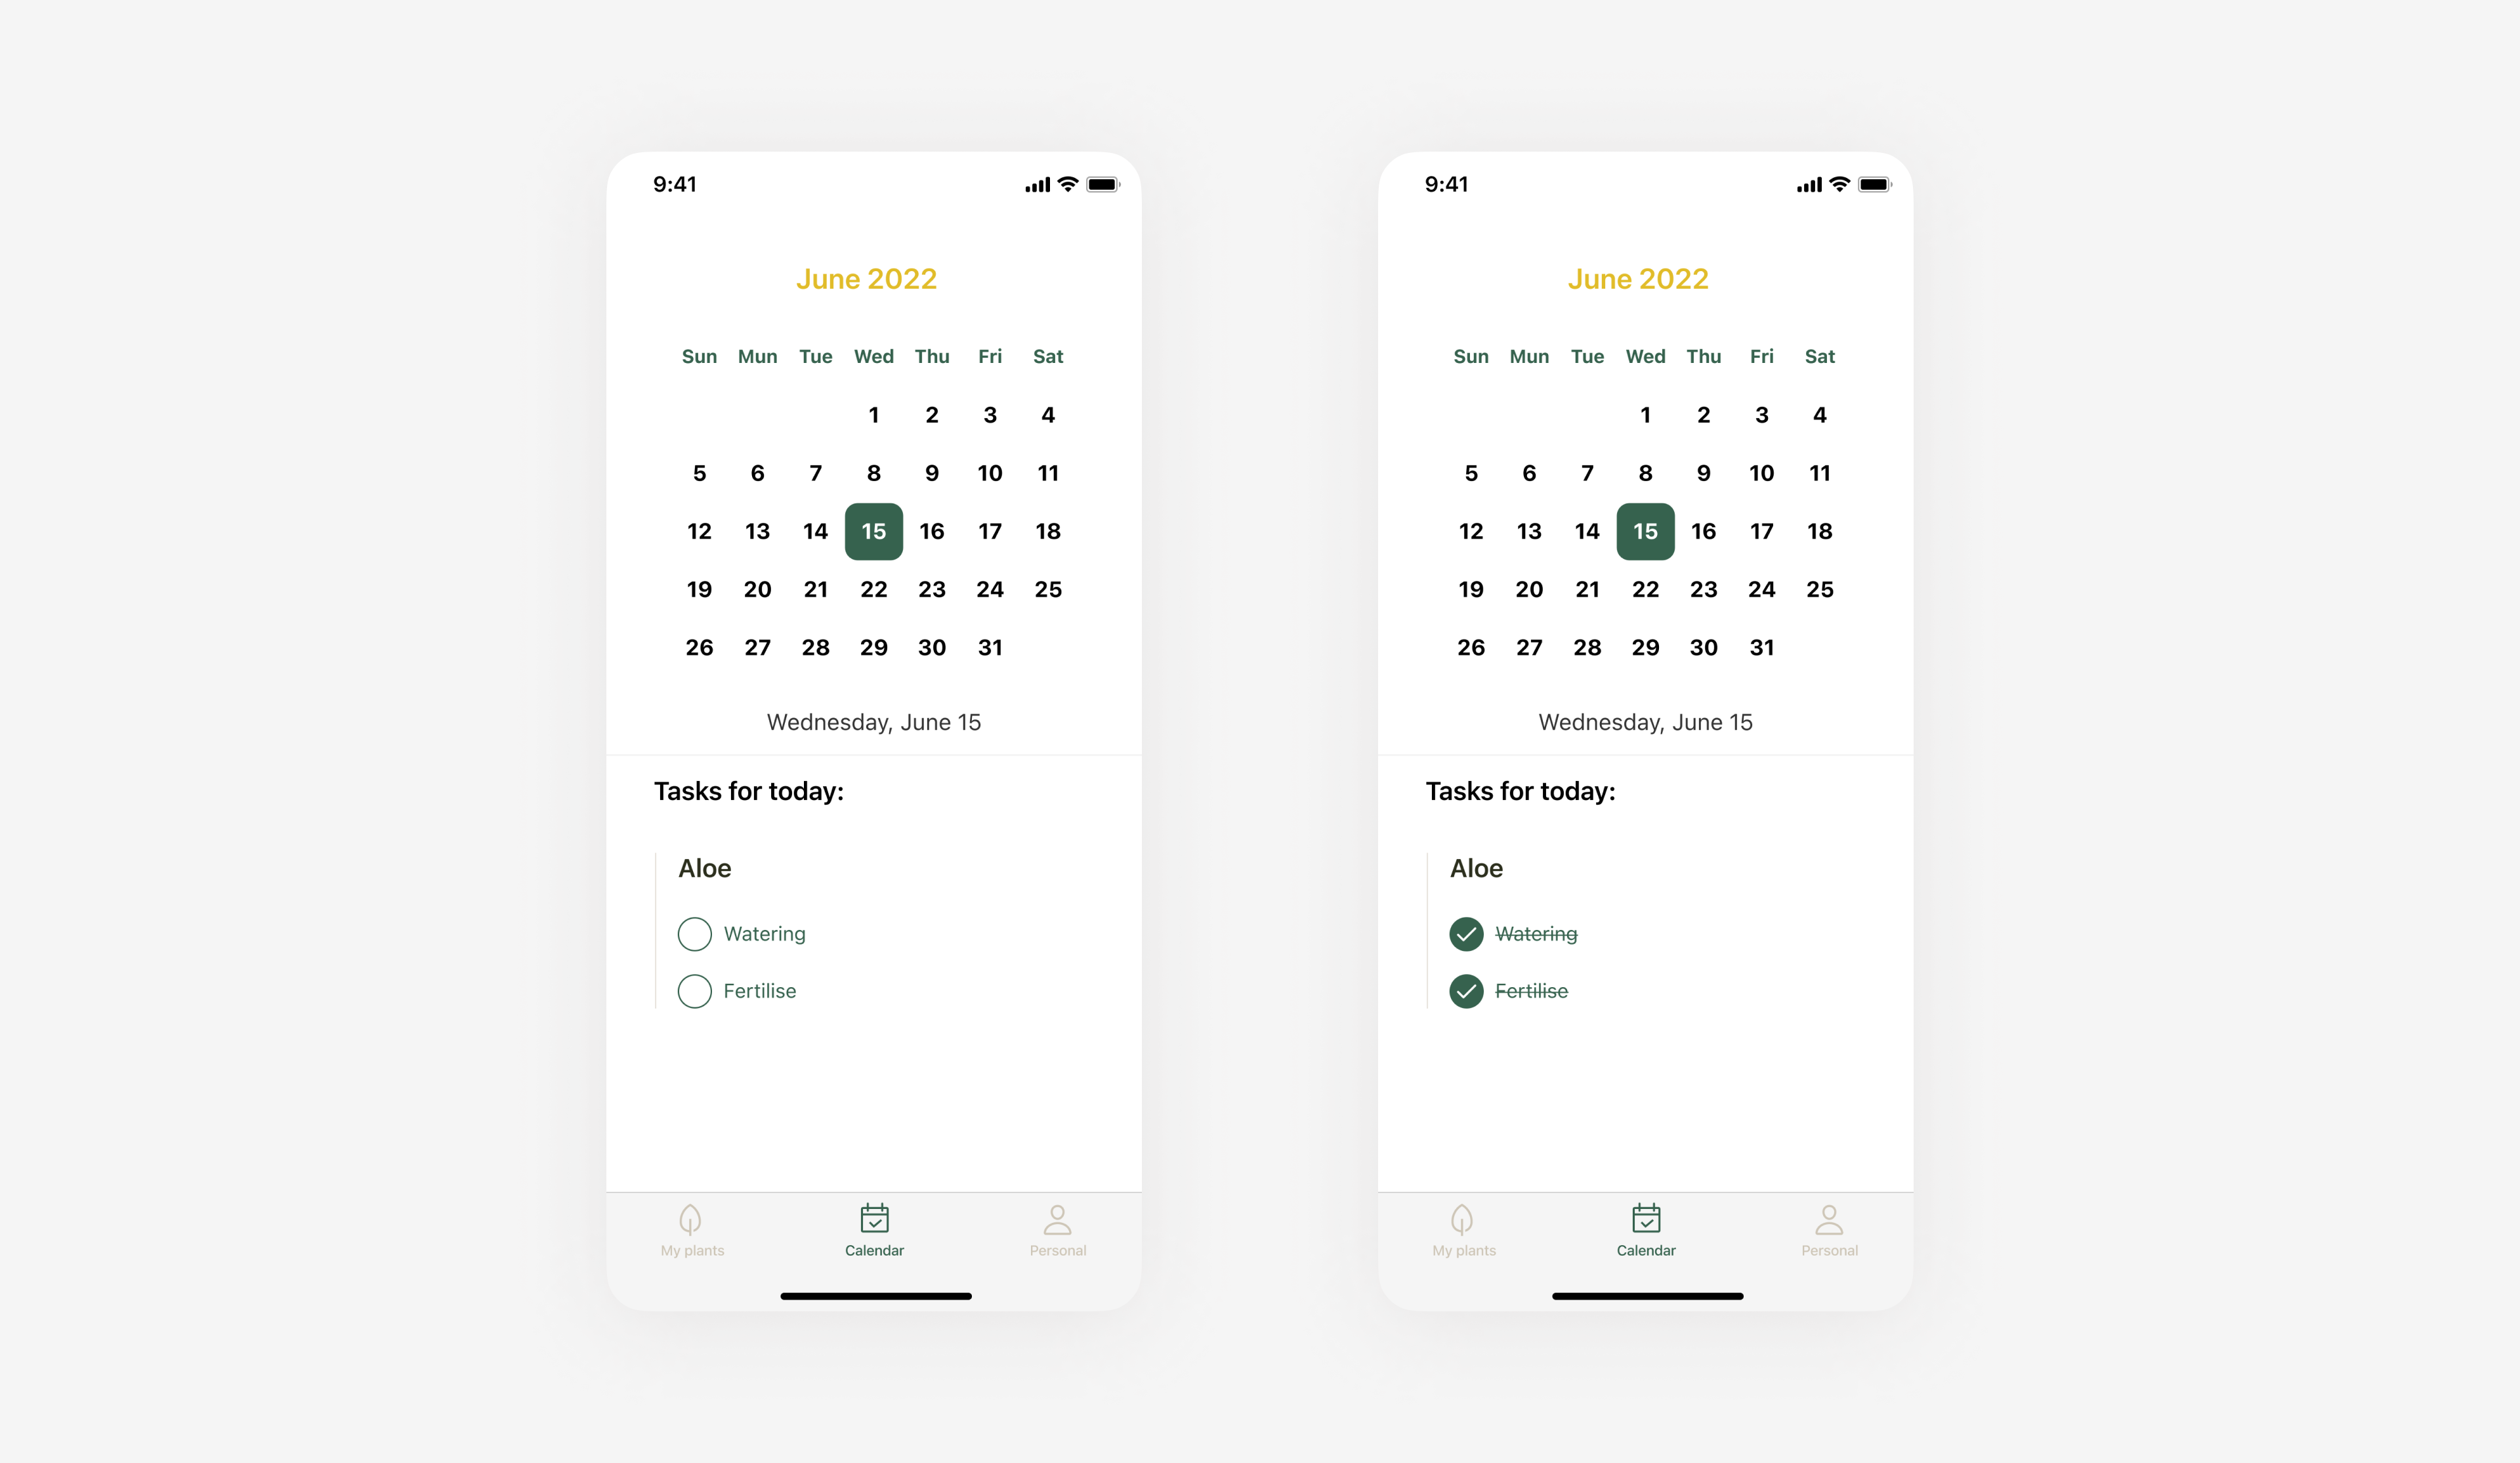 9:41
June 2022
Sun Mun Tue Wed Thu Fri Sat
1 2 3 4
5 6 7 8 9 10 11
12 13 14 15 16 17 18
19 20 21 22 23 24 25
26 27 28 29 30 31
Wednesday, June 15
Tasks for today:
Aloe
Watering
Fertilise
My plants Calendar Personal
9:41
June 2022
Sun Mun Tue Wed Thu Fri Sat
1 2 3 4
5 6 7 8 9 10 11
12 13 14 15 16 17 18
19 20 21 22 23 24 25
26 27 28 29 30 31
Wednesday, June 15
Tasks for today:
Aloe
Watering
Fertilise
My plants Calendar Personal